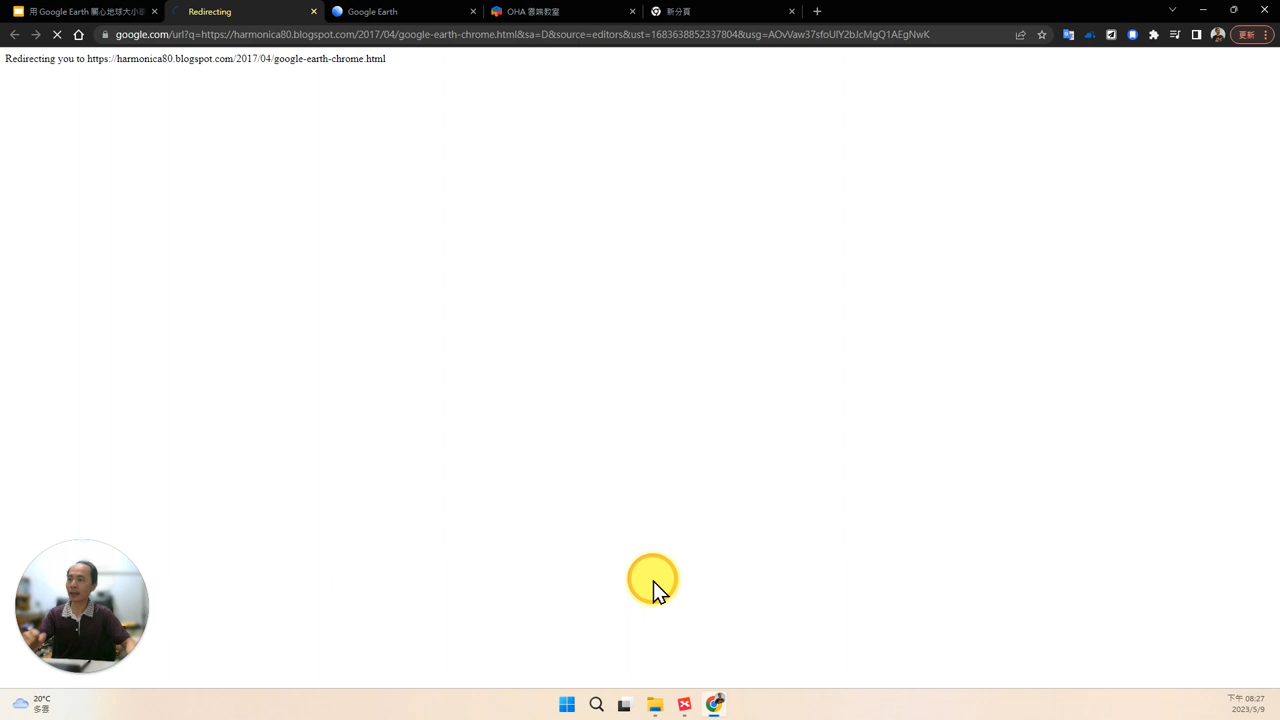 用 Google Earth 關心地球大小事
Redirecting
Google Earth
OHA 雲端教室
新分頁
google.com/url?q=https://harmonica80.blogspot.com/2017/04/google-earth-chrome.html&sa=D&source=editors&ust=1683638852337804&usg=AOvVaw37sfoUlY2bJcMgQ1AEgNwK
更新
Redirecting you to https://harmonica80.blogspot.com/2017/04/google-earth-chrome.html
20°C
多雲
下午 08:27
2023/5/9